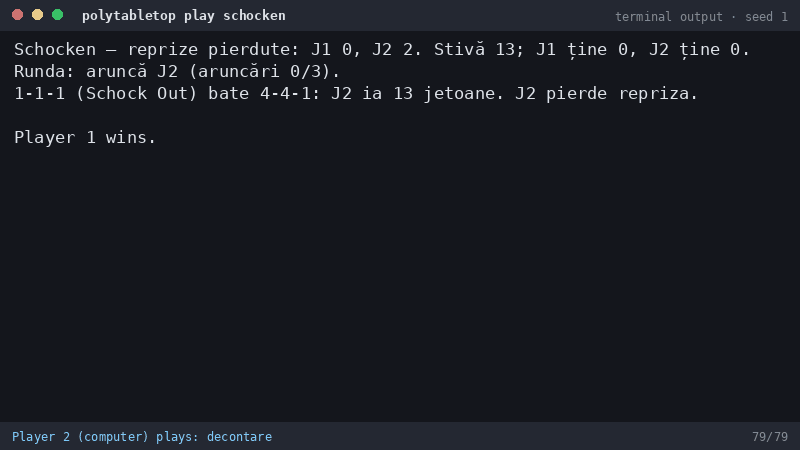 polytabletop play schocken
terminal output · seed 1
Schocken — reprize pierdute: J1 0, J2 2. Stivă 13; J1 ține 0, J2 ține 0.
Runda: aruncă J2 (aruncări 0/3).
1-1-1 (Schock Out) bate 4-4-1: J2 ia 13 jetoane. J2 pierde repriza.
Player 1 wins.
Player 2 (computer) plays: decontare
79/79